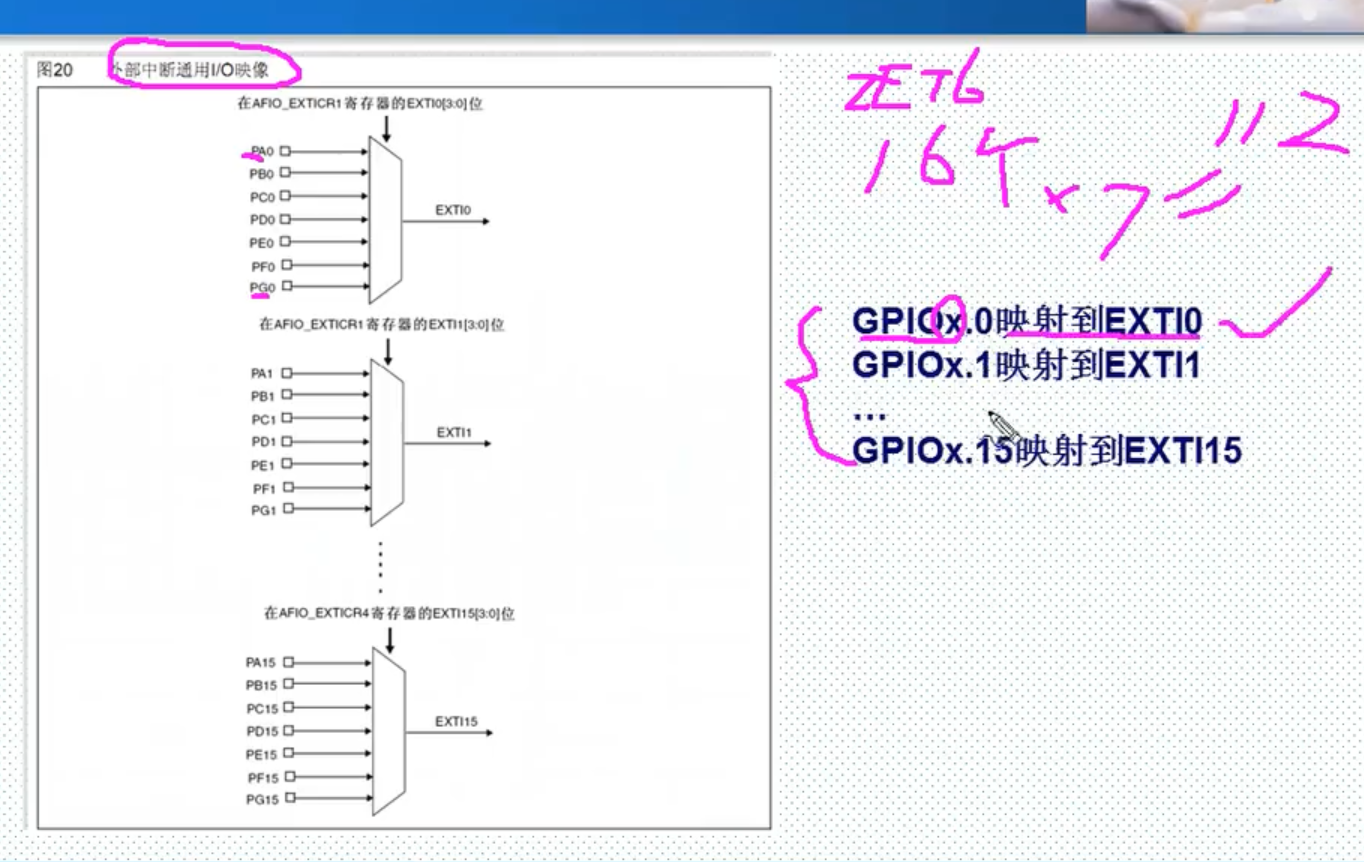 图20 外部中断通用I/O映像
在AFIO_EXTICR1寄存器的EXTI0[3:0]位
PA0
PB0
PC0
PD0
PE0
PF0
PG0
EXTI0
在AFIO_EXTICR1寄存器的EXTI1[3:0]位
PA1
PB1
PC1
PD1
PE1
PF1
PG1
EXTI1
在AFIO_EXTICR4寄存器的EXTI15[3:0]位
PA15
PB15
PC15
PD15
PE15
PF15
PG15
EXTI15
ZET6
16个×7=112
GPIOx.0映射到EXTI0
GPIOx.1映射到EXTI1
...
GPIOx.15映射到EXTI15